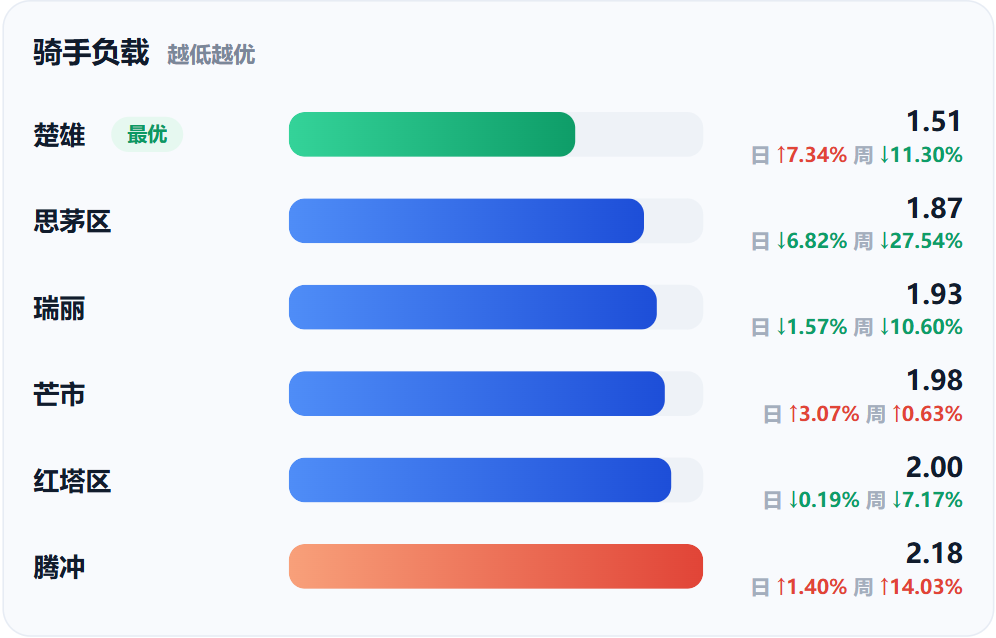 骑手负载 越低越优
楚雄 最优 1.51
日 ↑7.34% 周 ↓11.30%
思茅区 1.87
日 ↓6.82% 周 ↓27.54%
瑞丽 1.93
日 ↓1.57% 周 ↓10.60%
芒市 1.98
日 ↑3.07% 周 ↑0.63%
红塔区 2.00
日 ↓0.19% 周 ↓7.17%
腾冲 2.18
日 ↑1.40% 周 ↑14.03%